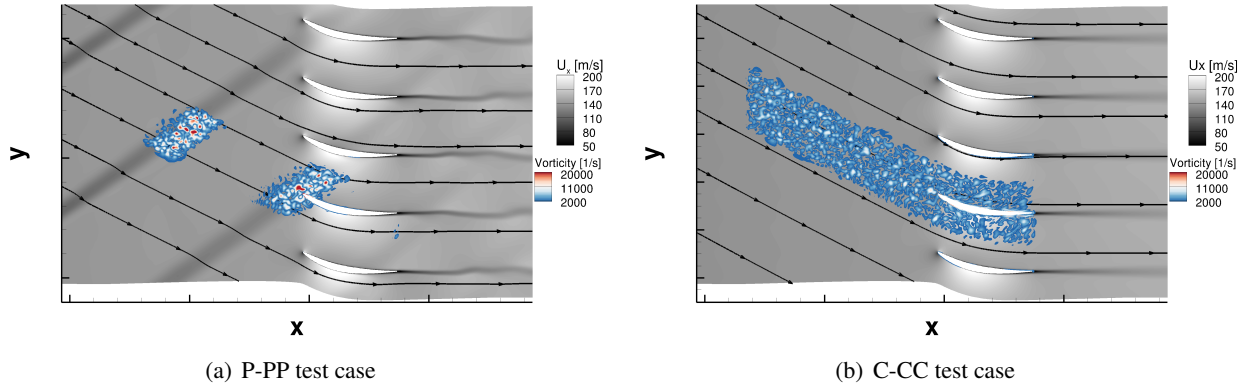 y
x
U_x [m/s]
200
170
140
110
80
50
Vorticity [1/s]
20000
11000
2000
(a) P-PP test case
y
x
Ux [m/s]
200
170
140
110
80
50
Vorticity [1/s]
20000
11000
2000
(b) C-CC test case